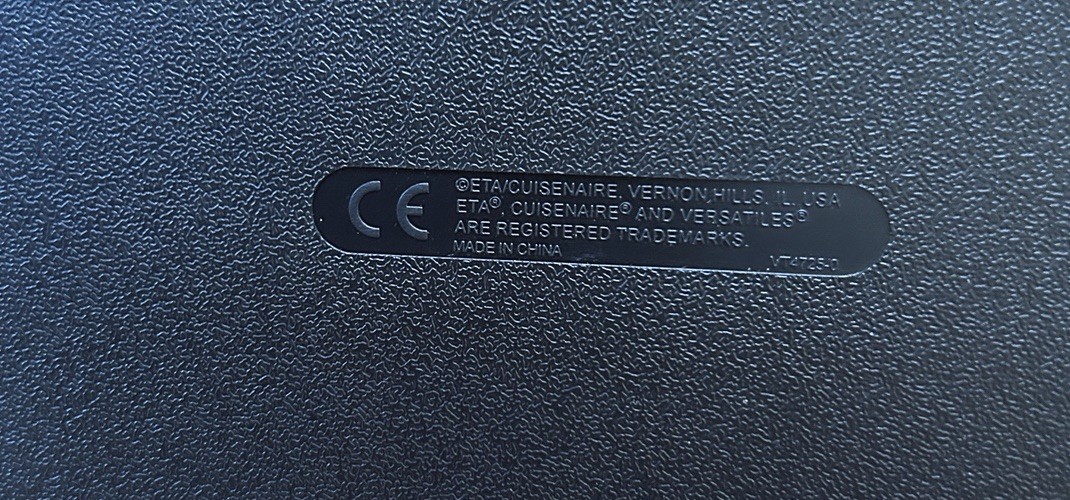 CE
©ETA/CUISENAIRE, VERNON HILLS, IL, USA
ETA®, CUISENAIRE® AND VERSATILES®
ARE REGISTERED TRADEMARKS.
MADE IN CHINA